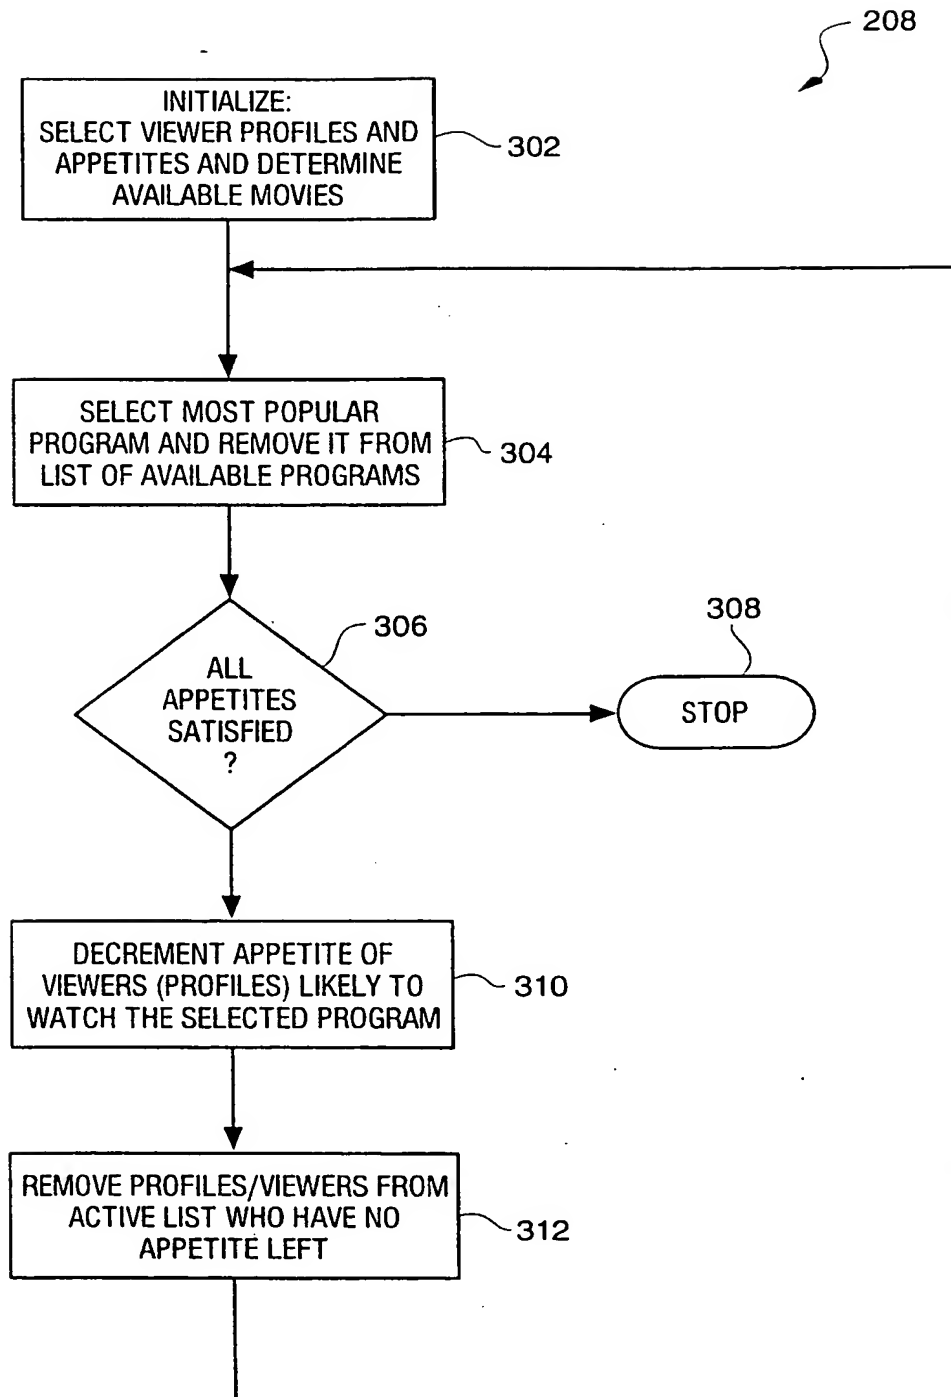 208
INITIALIZE:
SELECT VIEWER PROFILES AND
APPETITES AND DETERMINE
AVAILABLE MOVIES
302
SELECT MOST POPULAR
PROGRAM AND REMOVE IT FROM
LIST OF AVAILABLE PROGRAMS
304
306
ALL
APPETITES
SATISFIED
?
308
STOP
DECREMENT APPETITE OF
VIEWERS (PROFILES) LIKELY TO
WATCH THE SELECTED PROGRAM
310
REMOVE PROFILES/VIEWERS FROM
ACTIVE LIST WHO HAVE NO
APPETITE LEFT
312